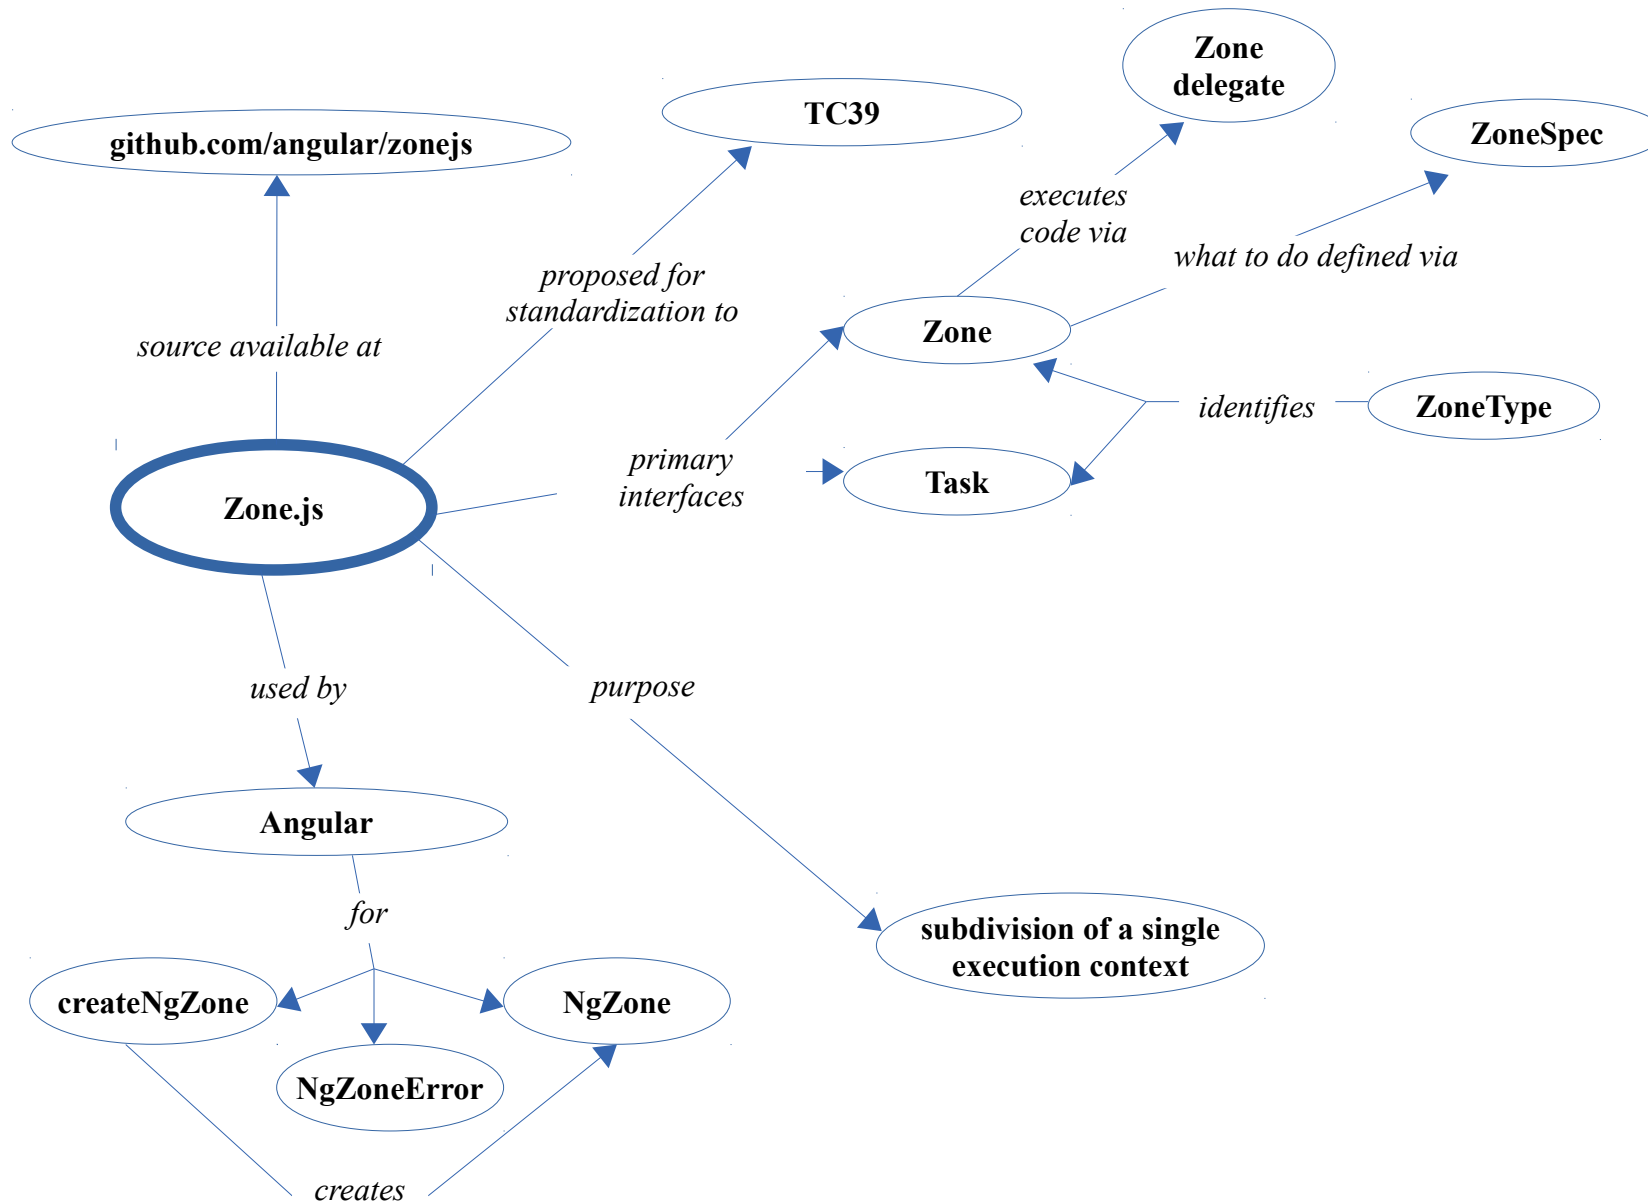 Zone
delegate
TC39
ZoneSpec
github.com/angular/zonejs
executes
code via
what to do defined via
proposed for
standardization to
source available at
Zone
identifies
ZoneType
primary
interfaces
Task
Zone.js
used by
purpose
Angular
for
subdivision of a single
execution context
createNgZone
NgZone
NgZoneError
creates